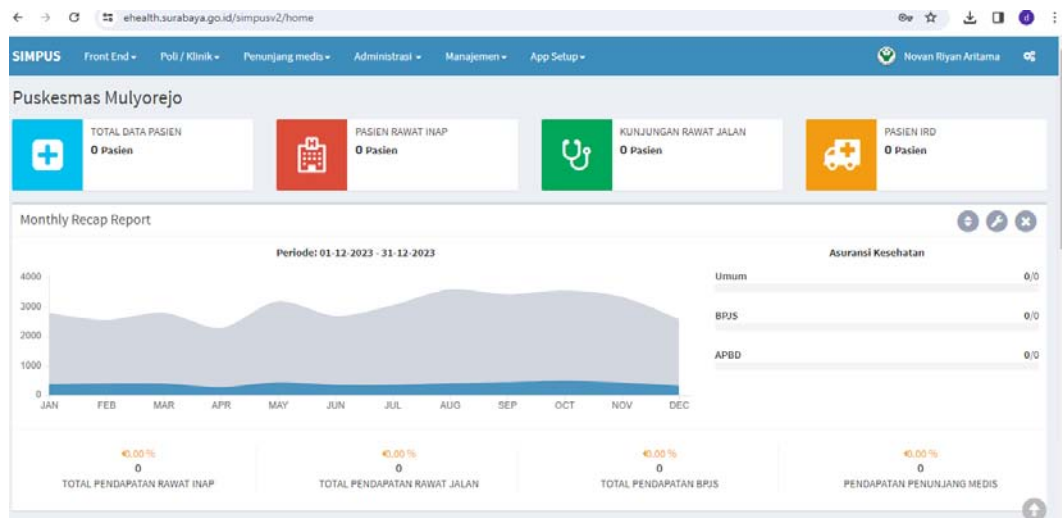 ehealth.surabaya.go.id/simpusv2/home
SIMPUS Front End Poli / Klinik Penunjang medis Administrasi Manajemen App Setup Novan Riyan Aritama
Puskesmas Mulyorejo
TOTAL DATA PASIEN
0 Pasien
PASIEN RAWAT INAP
0 Pasien
KUNJUNGAN RAWAT JALAN
0 Pasien
PASIEN IRD
0 Pasien
Monthly Recap Report
Periode: 01-12-2023 - 31-12-2023
4000
3000
2000
1000
0
JAN FEB MAR APR MAY JUN JUL AUG SEP OCT NOV DEC
Asuransi Kesehatan
Umum 0/0
BPJS 0/0
APBD 0/0
0.00 %
0
TOTAL PENDAPATAN RAWAT INAP
0.00 %
0
TOTAL PENDAPATAN RAWAT JALAN
0.00 %
0
TOTAL PENDAPATAN BPJS
0.00 %
0
PENDAPATAN PENUNJANG MEDIS